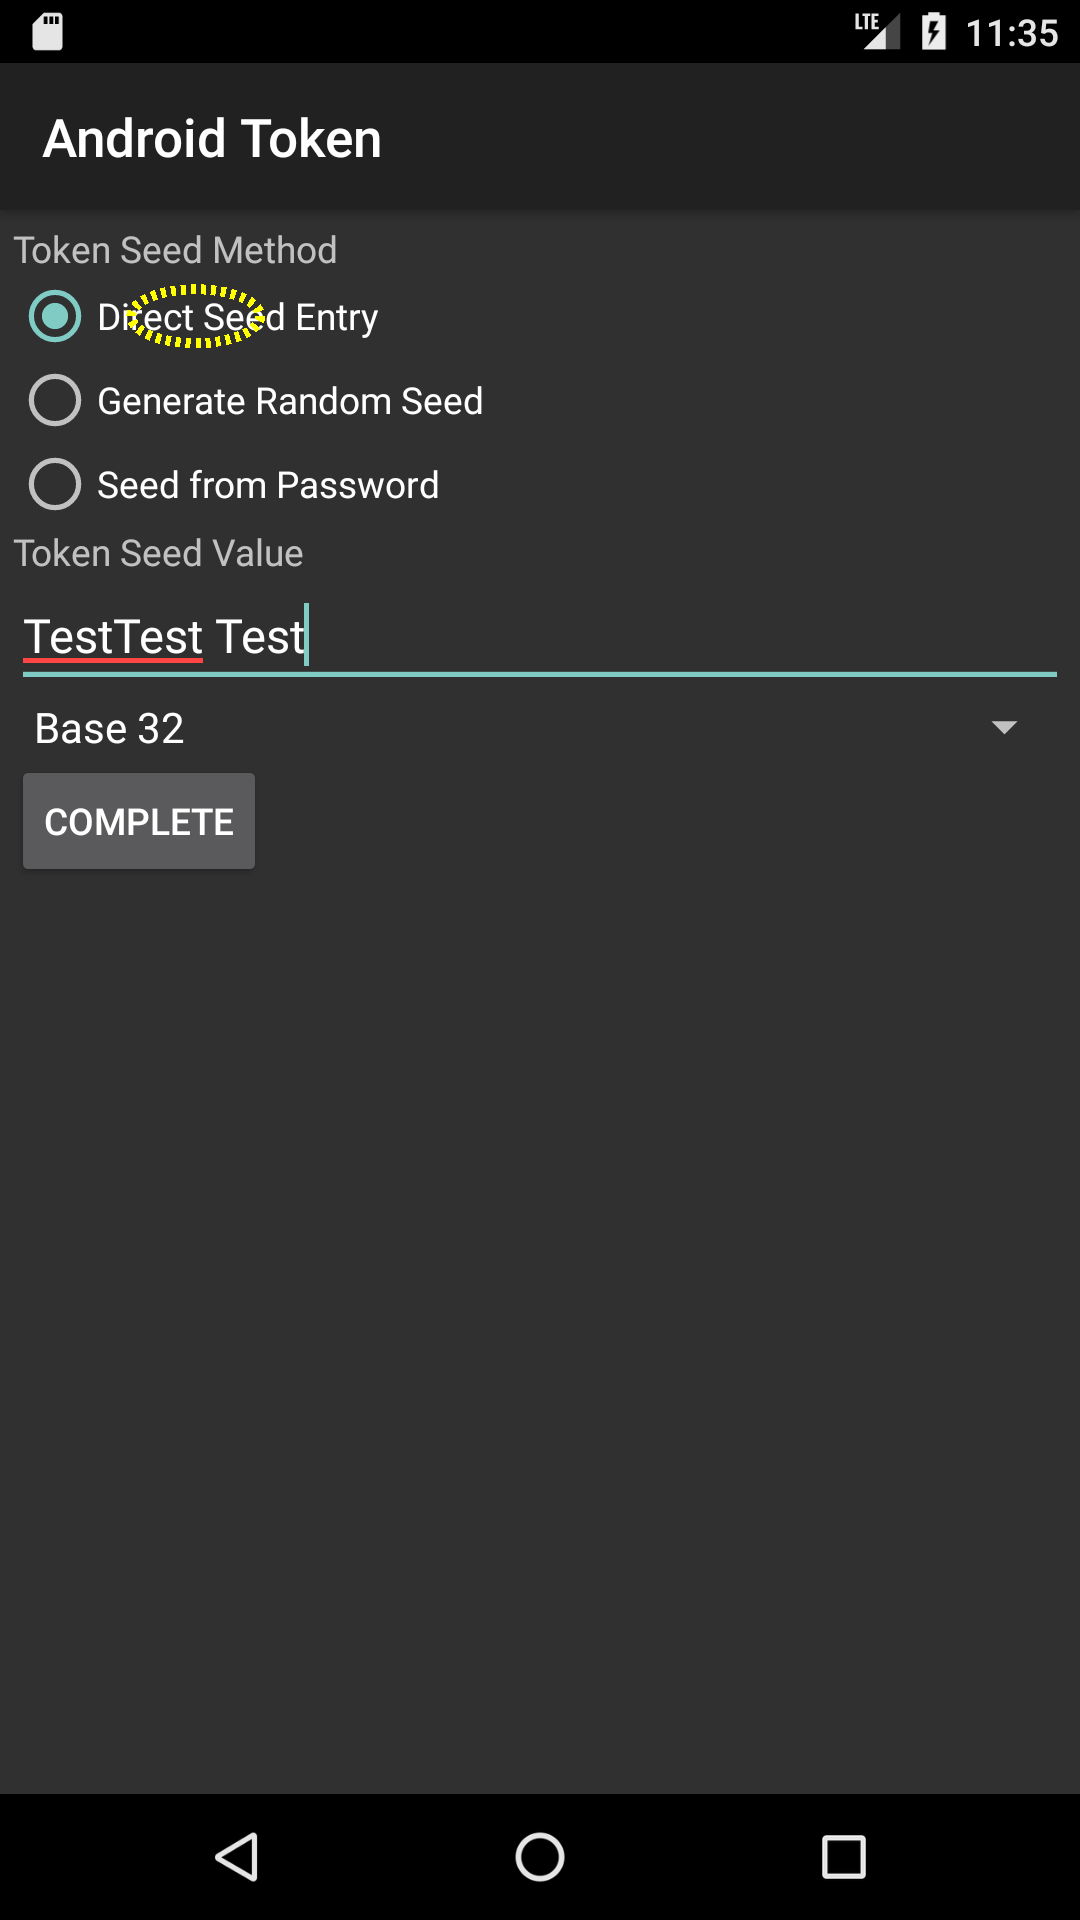 LTE 11:35
Android Token
Token Seed Method
Direct Seed Entry
Generate Random Seed
Seed from Password
Token Seed Value
TestTest Test
Base 32
COMPLETE